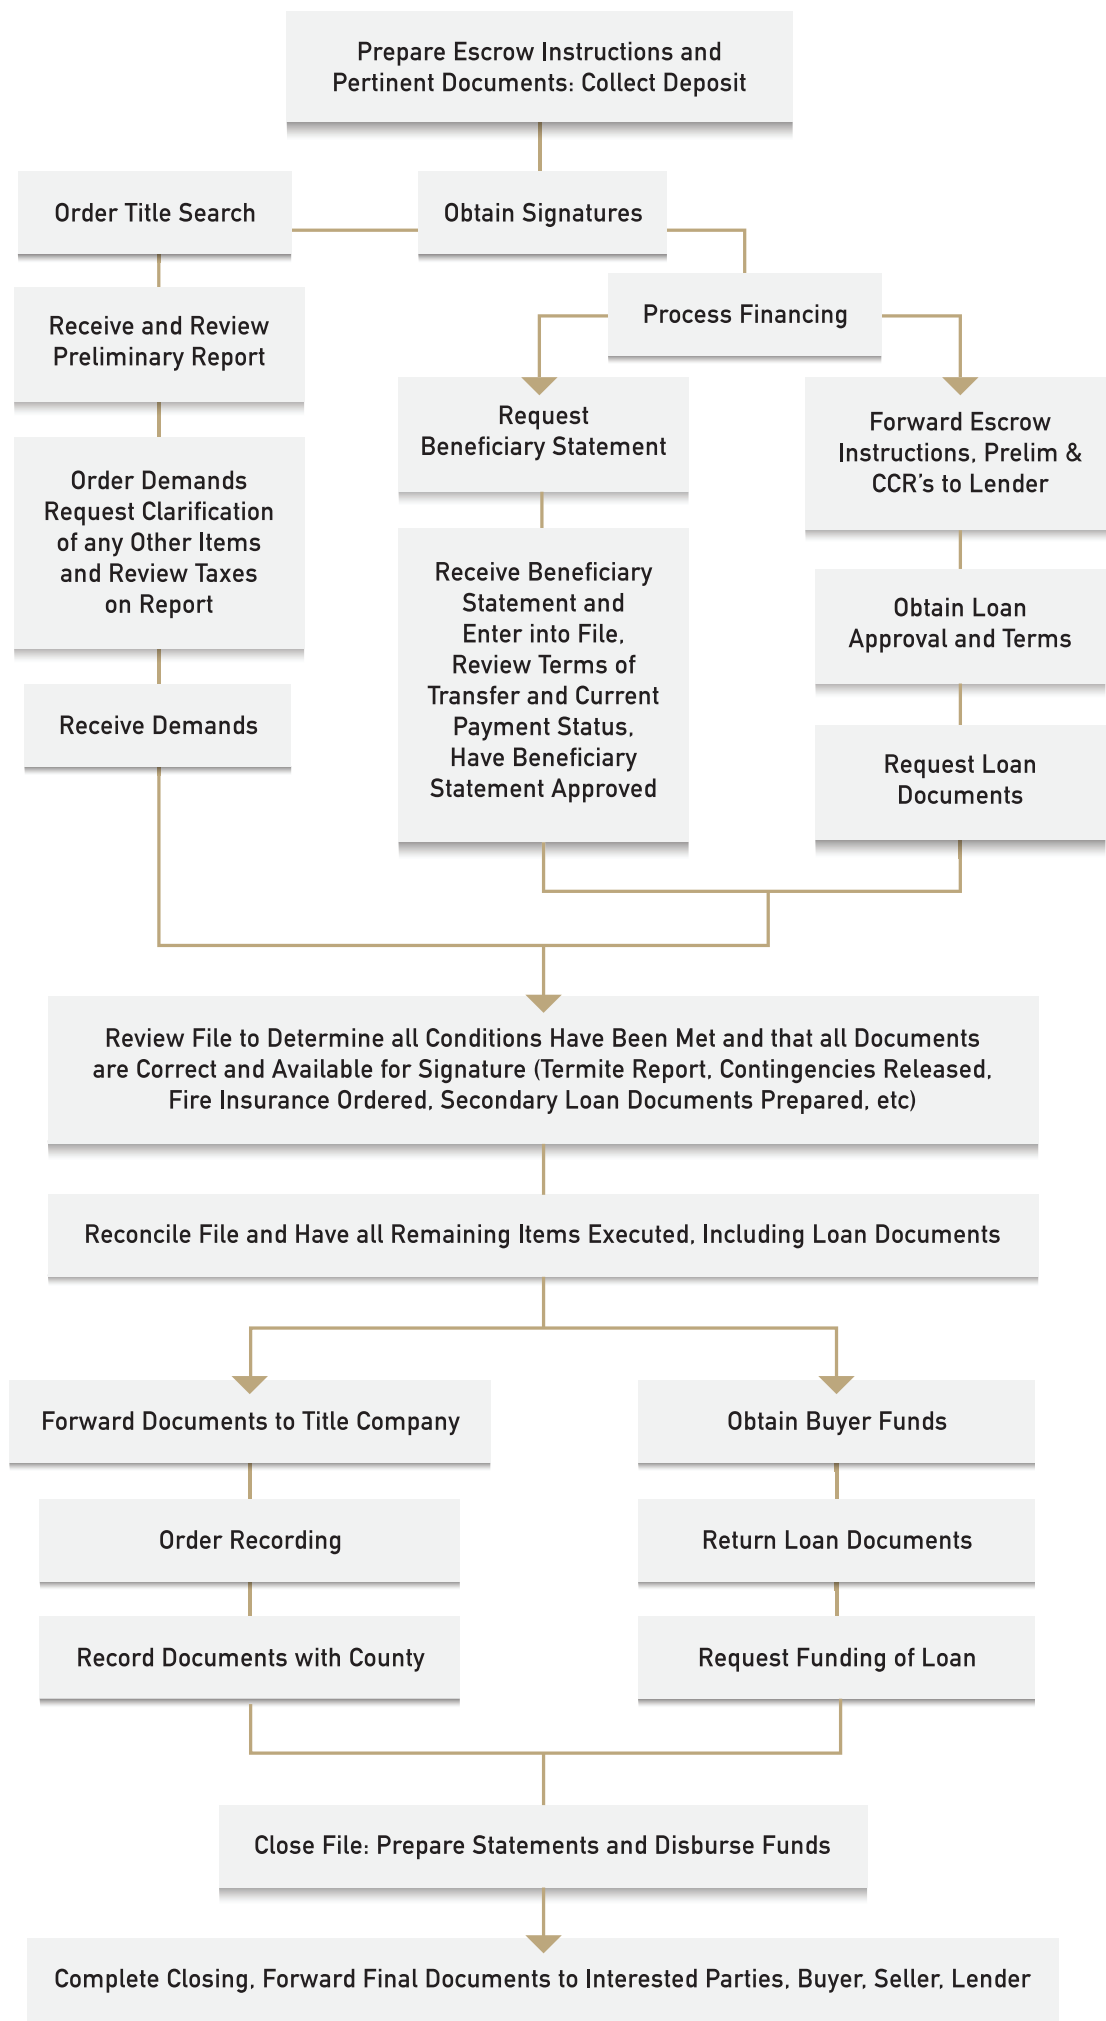 Prepare Escrow Instructions and
Pertinent Documents: Collect Deposit
Order Title Search
Obtain Signatures
Process Financing
Receive and Review
Preliminary Report
Order Demands
Request Clarification
of any Other Items
and Review Taxes
on Report
Receive Demands
Request
Beneficiary Statement
Receive Beneficiary
Statement and
Enter into File,
Review Terms of
Transfer and Current
Payment Status,
Have Beneficiary
Statement Approved
Forward Escrow
Instructions, Prelim &
CCR's to Lender
Obtain Loan
Approval and Terms
Request Loan
Documents
Review File to Determine all Conditions Have Been Met and that all Documents
are Correct and Available for Signature (Termite Report, Contingencies Released,
Fire Insurance Ordered, Secondary Loan Documents Prepared, etc)
Reconcile File and Have all Remaining Items Executed, Including Loan Documents
Forward Documents to Title Company
Order Recording
Record Documents with County
Obtain Buyer Funds
Return Loan Documents
Request Funding of Loan
Close File: Prepare Statements and Disburse Funds
Complete Closing, Forward Final Documents to Interested Parties, Buyer, Seller, Lender